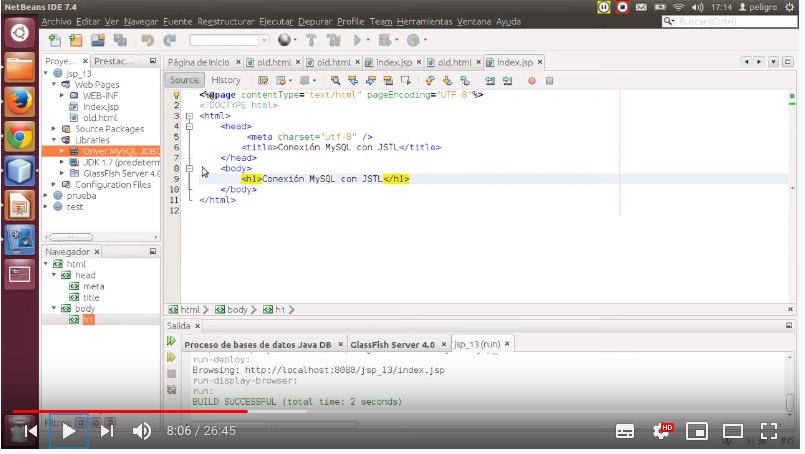 NetBeans IDE 7.4
17:14 peligro
Archivo Editar Ver Navegar Fuente Reestructurar Ejecutar Depurar Profile Team Herramientas Ventana Ayuda
Buscar (Ctrl+I)
Proye... × Prestac...
Página de Inicio × old.html × old.html × index.jsp × old.html × index.jsp ×
Source History
jsp_13
Web Pages
WEB-INF
index.jsp
old.html
Source Packages
Libraries
Driver MySQL JDBC
JDK 1.7 (predeterm
GlassFish Server 4.0
Configuration Files
prueba
test
1 <%@page contentType="text/html" pageEncoding="UTF-8"%>
2 <!DOCTYPE html>
3 <html>
4 <head>
5 <meta charset="utf-8" />
6 <title>Conexión MySQL con JSTL</title>
7 </head>
8 <body>
9 <h1>Conexión MySQL con JSTL</h1>
10 </body>
11 </html>
12
Navegador ×
html
head
meta
title
body
h1
html body h1
Salida ×
Proceso de bases de datos Java DB × GlassFish Server 4.0 × jsp_13 (run) ×
run-deploy:
Browsing: http://localhost:8080/jsp_13/index.jsp
run-display-browser:
run:
BUILD SUCCESSFUL (total time: 2 seconds)
Filtros:
8:06 / 26:45
HD
9|36 INS